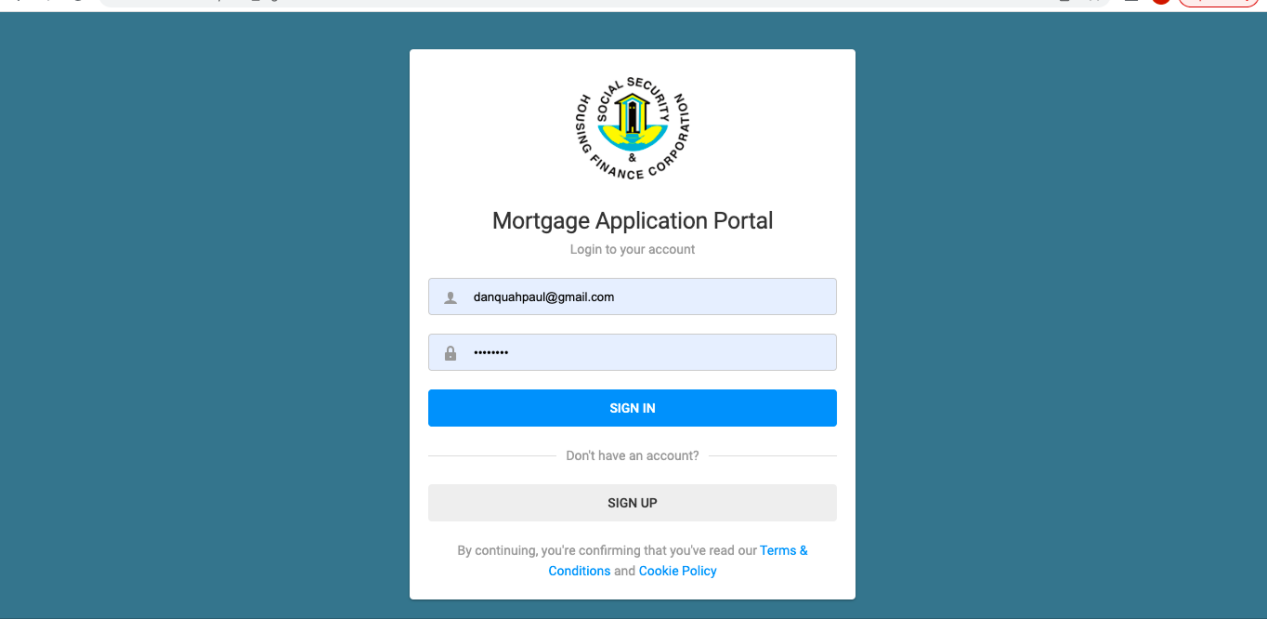 SOCIAL SECURITY
&
HOUSING FINANCE CORPORATION
Mortgage Application Portal
Login to your account
danquahpaul@gmail.com
••••••••
SIGN IN
Don't have an account?
SIGN UP
By continuing, you're confirming that you've read our Terms &
Conditions and Cookie Policy